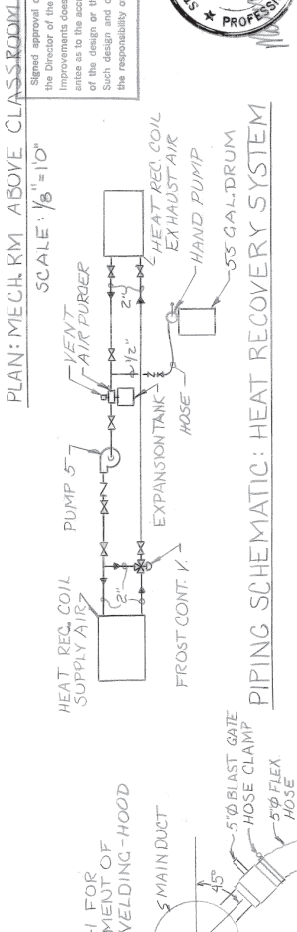 PLAN: MECH. RM ABOVE CLASSROOM
SCALE: 1/8"=1'0"
Signed approval
the Director of the
Improvements does
antee as to the accu
of the design or th
Such design and
the responsibility o
PROFESSI
HEAT REC. COIL
SUPPLY AIR
PUMP 5
VENT
AIR PURGER
2"
1/2"
2"
EXPANSION TANK
HOSE
HEAT REC. COIL
EXHAUST AIR
HAND PUMP
55 GAL. DRUM
FROST CONT. V.
PIPING SCHEMATIC: HEAT RECOVERY SYSTEM
-1 FOR
MENT OF
WELDING-HOOD
MAIN DUCT
45°
5"Ø BLAST GATE
HOSE CLAMP
5"Ø FLEX
HOSE